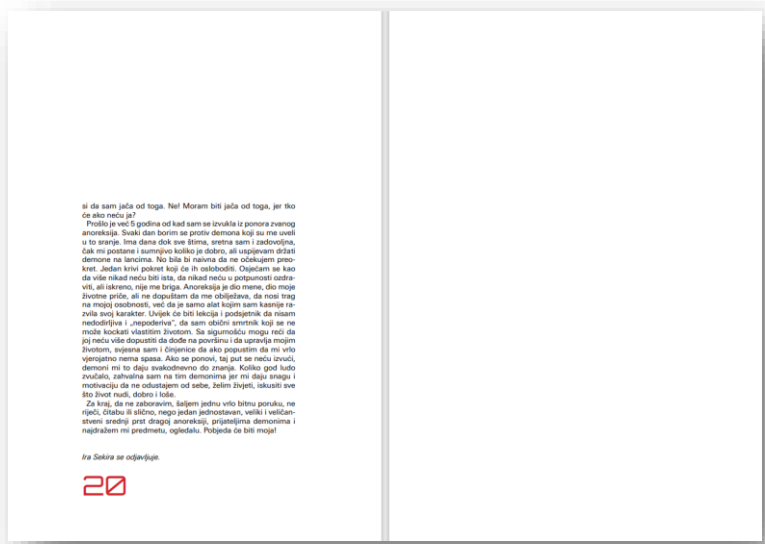 si da sam jača od toga. Ne! Moram biti jača od toga, jer tko
će ako neću ja?
Prošlo je već 5 godina od kad sam se izvukla iz ponora zvanog
anoreksija. Svaki dan borim se protiv demona koji su me uveli
u to sranje. Ima dana dok sve štima, sretna sam i zadovoljna,
čak mi postane i sumnjivo koliko je dobro, ali uspijevam držati
demone na lancima. No bila bi naivna da ne očekujem preo-
kret. Jedan krivi pokret koji će ih osloboditi. Osjećam se kao
da više nikad neću biti ista, da nikad neću u potpunosti ozdra-
viti, ali iskreno, nije me briga. Anoreksija je dio mene, dio moje
životne priče, ali ne dopuštam da me obilježava, da nosi trag
na mojoj osobnosti, već da je samo alat kojim sam kasnije ra-
zvila svoj karakter. Uvijek će biti lekcija i podsjetnik da nisam
nedodirljiva i „nepoderiva”, da sam obični smrtnik koji se ne
može kockati vlastitim životom. Sa sigurnošću mogu reći da
joj neću više dopustiti da dođe na površinu i da upravlja mojim
životom, svjesna sam i činjenice da ako popustim da mi vrlo
vjerojatno nema spasa. Ako se ponovi, taj put se neću izvući,
demoni mi to daju svakodnevno do znanja. Koliko god ludo
zvučalo, zahvalna sam na tim demonima jer mi daju snagu i
motivaciju da ne odustajem od sebe, želim živjeti, iskusiti sve
što život nudi, dobro i loše.
Za kraj, da ne zaboravim, šaljem jednu vrlo bitnu poruku, ne
riječi, čitabu ili slično, nego jedan jednostavan, veliki i veličan-
stveni srednji prst dragoj anoreksiji, prijateljima demonima i
najdražem mi predmetu, ogledalu. Pobjeda će biti moja!
Ira Sekira se odjavljuje.
20